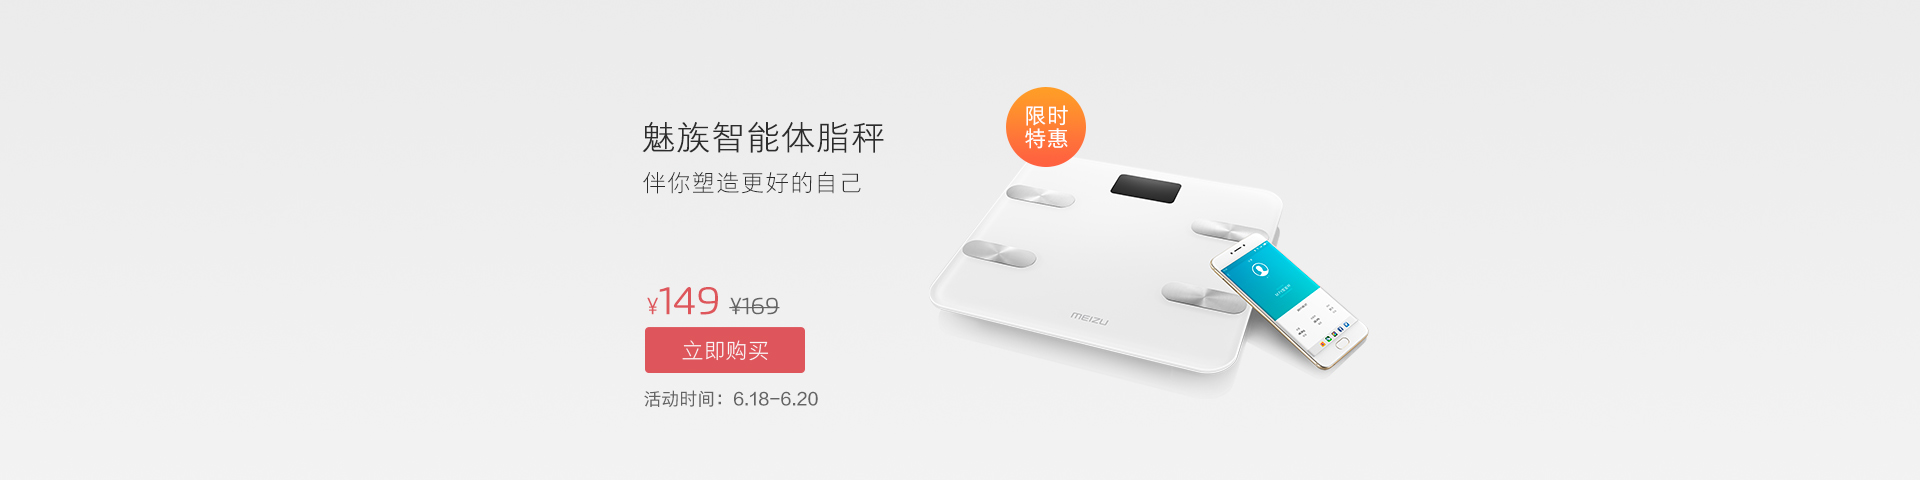 魅族智能体脂秤
伴你塑造更好的自己
¥149 ¥169
立即购买
活动时间：6.18-6.20
限时
特惠
MEIZU